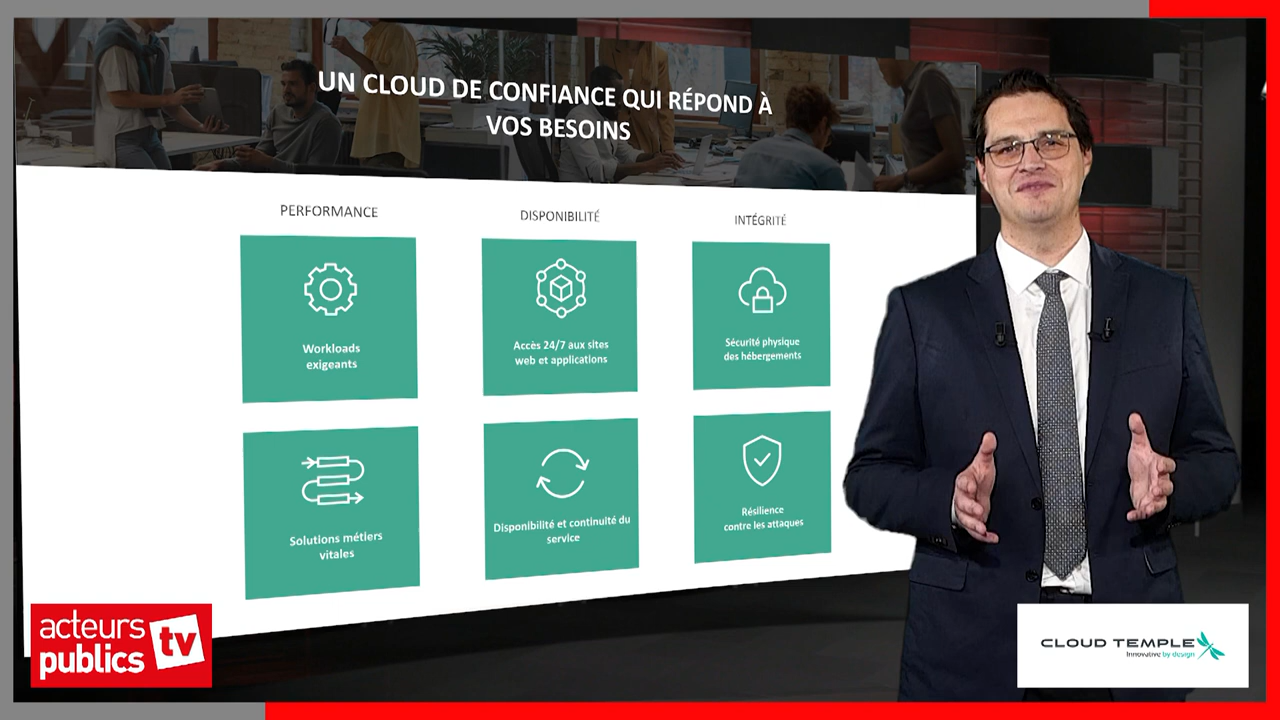 UN CLOUD DE CONFIANCE QUI RÉPOND À
VOS BESOINS
PERFORMANCE
DISPONIBILITÉ
INTÉGRITÉ
Workloads
exigeants
Accès 24/7 aux sites
web et applications
Sécurité physique
des hébergements
Solutions métiers
vitales
Disponibilité et continuité du
service
Résilience
contre les attaques
acteurs
publics
tv
CLOUD TEMPLE
Innovative by design